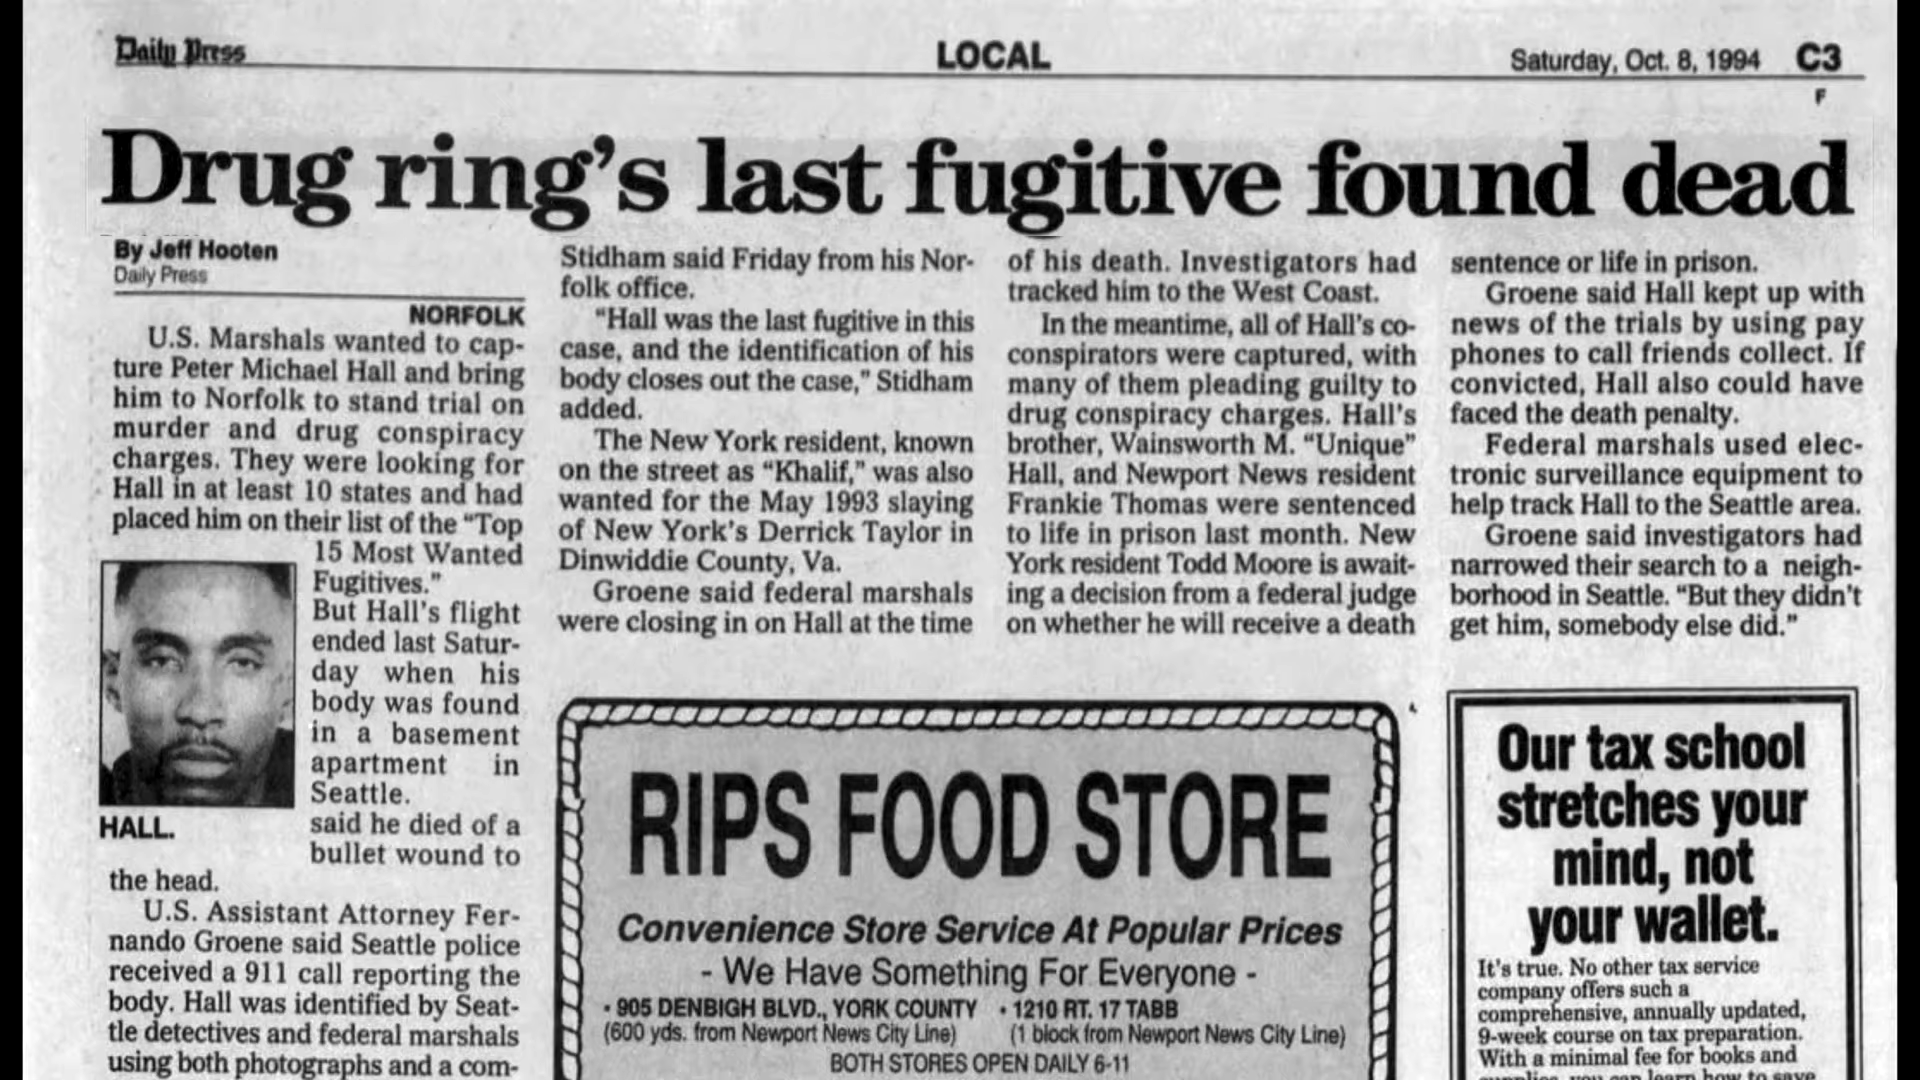 Daily Press
LOCAL
Saturday, Oct. 8, 1994 C3
F
Drug ring's last fugitive found dead
By Jeff Hooten
Daily Press
NORFOLK
U.S. Marshals wanted to cap-
ture Peter Michael Hall and bring
him to Norfolk to stand trial on
murder and drug conspiracy
charges. They were looking for
Hall in at least 10 states and had
placed him on their list of the "Top
15 Most Wanted
Fugitives."
But Hall's flight
ended last Satur-
day when his
body was found
in a basement
apartment in
Seattle.
said he died of a
bullet wound to
HALL.
the head.
U.S. Assistant Attorney Fer-
nando Groene said Seattle police
received a 911 call reporting the
body. Hall was identified by Seat-
tle detectives and federal marshals
using both photographs and a com-
Stidham said Friday from his Nor-
folk office.
"Hall was the last fugitive in this
case, and the identification of his
body closes out the case," Stidham
added.
The New York resident, known
on the street as "Khalif," was also
wanted for the May 1993 slaying
of New York's Derrick Taylor in
Dinwiddie County, Va.
Groene said federal marshals
were closing in on Hall at the time
of his death. Investigators had
tracked him to the West Coast.
In the meantime, all of Hall's co-
conspirators were captured, with
many of them pleading guilty to
drug conspiracy charges. Hall's
brother, Wainsworth M. "Unique"
Hall, and Newport News resident
Frankie Thomas were sentenced
to life in prison last month. New
York resident Todd Moore is await-
ing a decision from a federal judge
on whether he will receive a death
sentence or life in prison.
Groene said Hall kept up with
news of the trials by using pay
phones to call friends collect. If
convicted, Hall also could have
faced the death penalty.
Federal marshals used elec-
tronic surveillance equipment to
help track Hall to the Seattle area.
Groene said investigators had
narrowed their search to a neigh-
borhood in Seattle. "But they didn't
get him, somebody else did."
RIPS FOOD STORE
Convenience Store Service At Popular Prices
- We Have Something For Everyone -
• 905 DENBIGH BLVD., YORK COUNTY • 1210 RT. 17 TABB
(600 yds. from Newport News City Line) (1 block from Newport News City Line)
BOTH STORES OPEN DAILY 6-11
Our tax school
stretches your
mind, not
your wallet.
It's true. No other tax service
company offers such a
comprehensive, annually updated,
9-week course on tax preparation.
With a minimal fee for books and
supplies, you can learn how to save